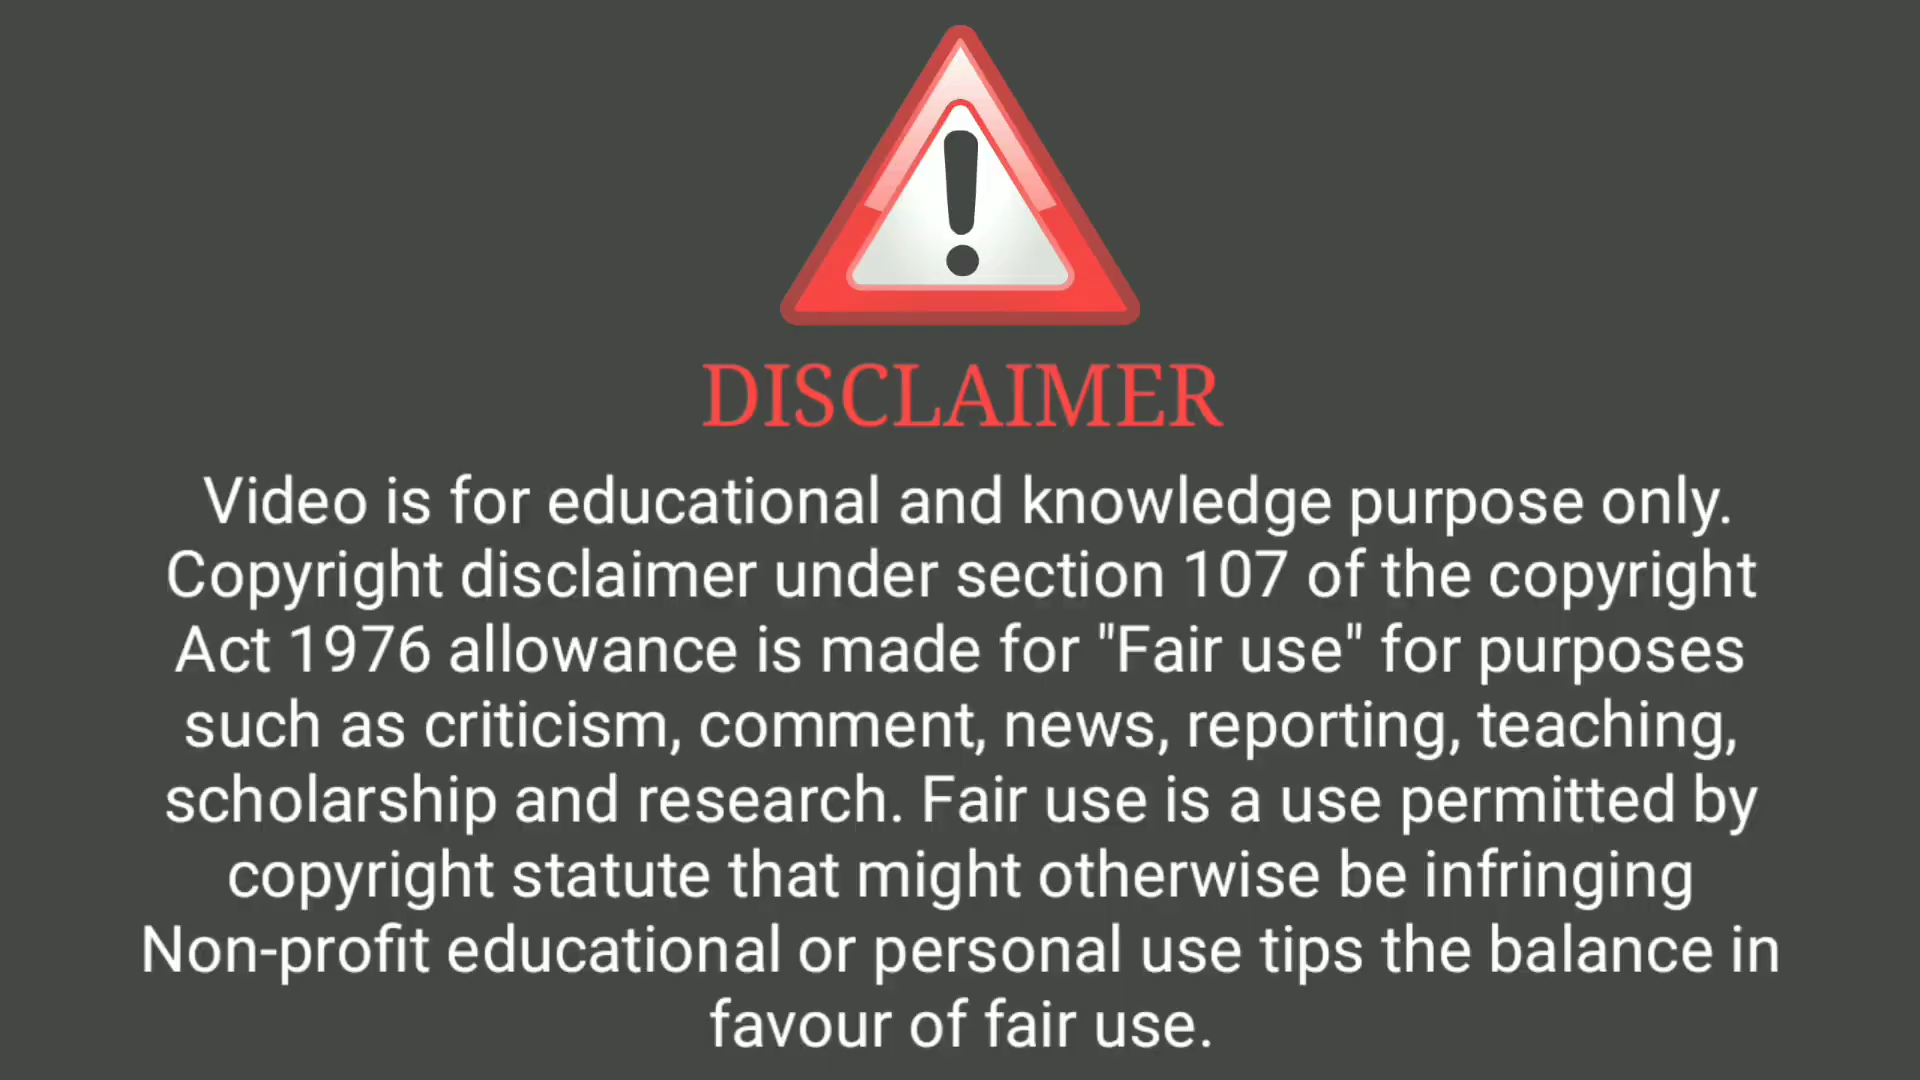 DISCLAIMER
Video is for educational and knowledge purpose only.
Copyright disclaimer under section 107 of the copyright
Act 1976 allowance is made for "Fair use" for purposes
such as criticism, comment, news, reporting, teaching,
scholarship and research. Fair use is a use permitted by
copyright statute that might otherwise be infringing
Non-profit educational or personal use tips the balance in
favour of fair use.